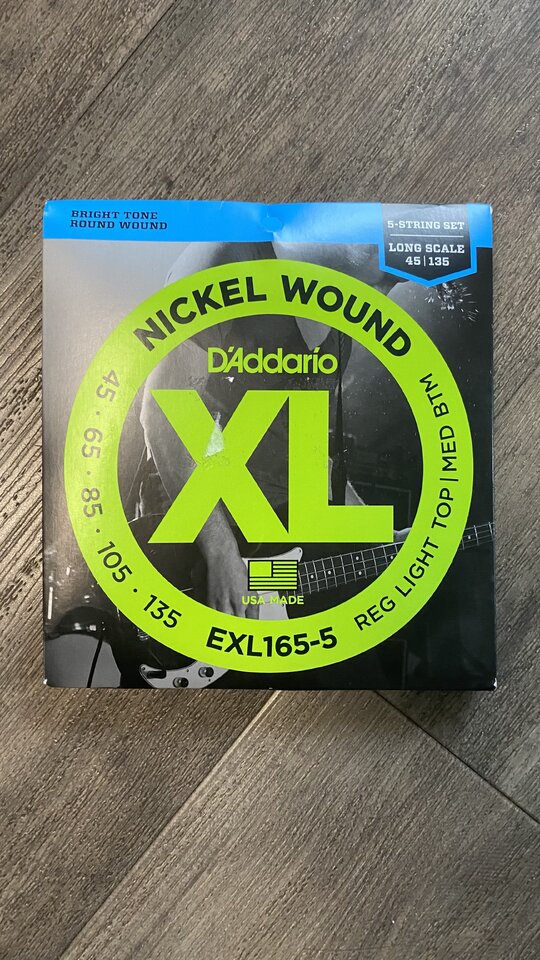 BRIGHT TONE
ROUND WOUND
5-STRING SET
LONG SCALE
45 | 135
NICKEL WOUND
D'Addario
XL
45 · 65 · 85 · 105 · 135
REG LIGHT TOP | MED BTM
USA MADE
EXL165-5